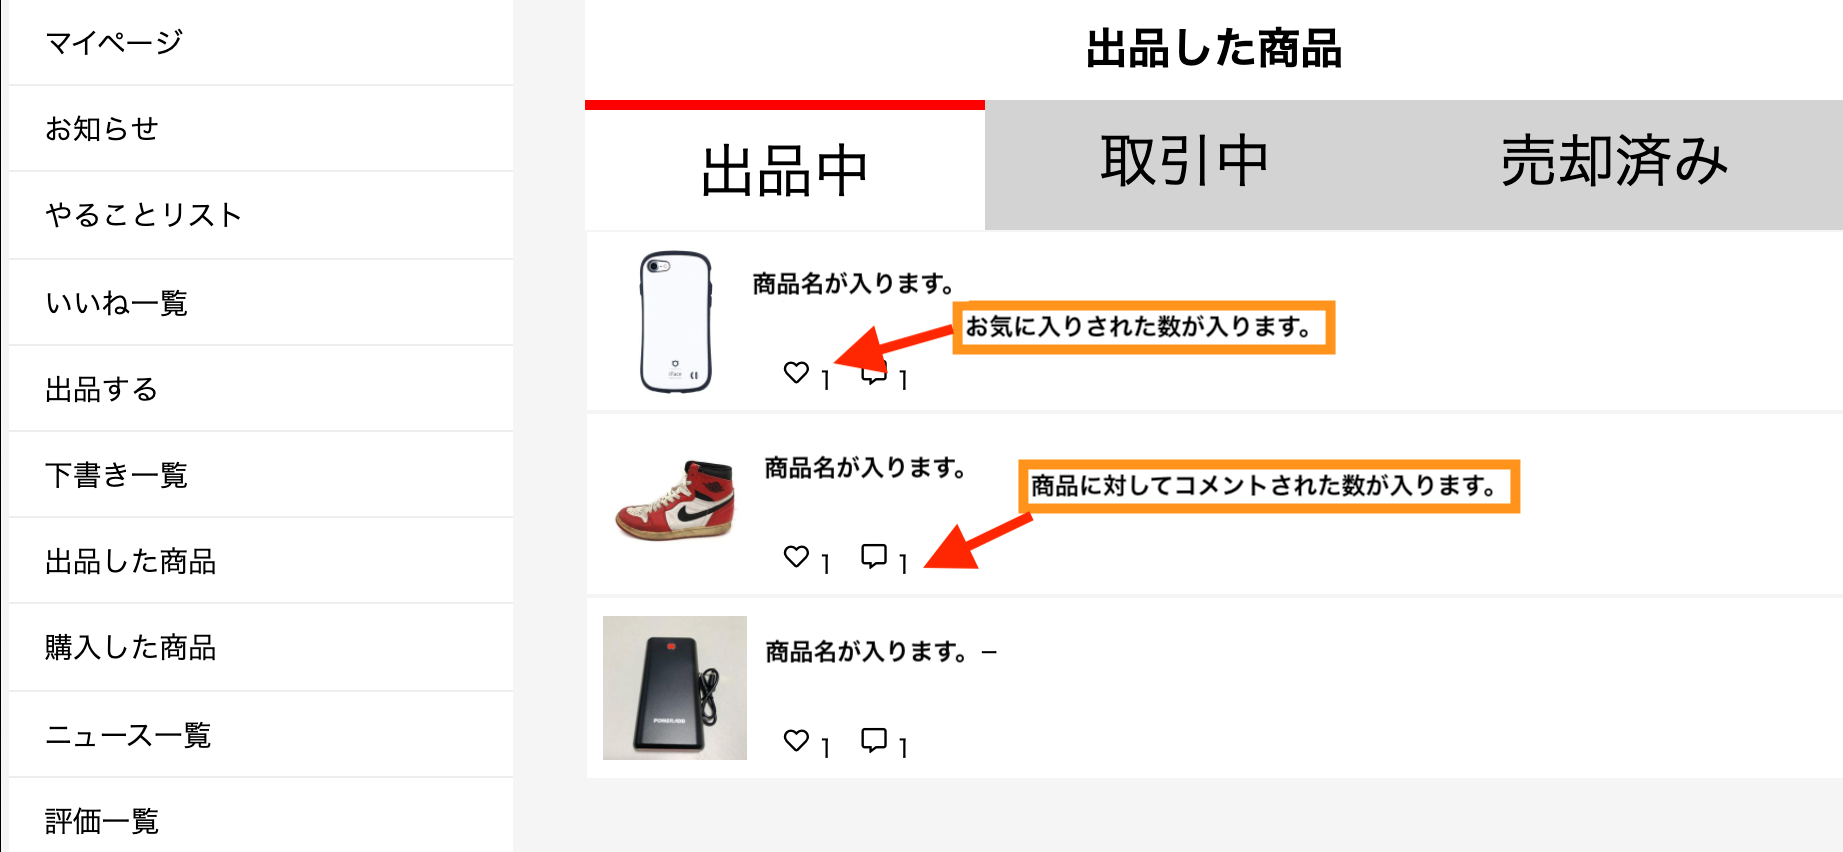 マイページ
お知らせ
やることリスト
いいね一覧
出品する
下書き一覧
出品した商品
購入した商品
ニュース一覧
評価一覧
出品した商品
出品中
取引中
売却済み
商品名が入ります。
お気に入りされた数が入ります。
1 1
iFace
商品名が入ります。
商品に対してコメントされた数が入ります。
1 1
商品名が入ります。–
POWERADD
1 1